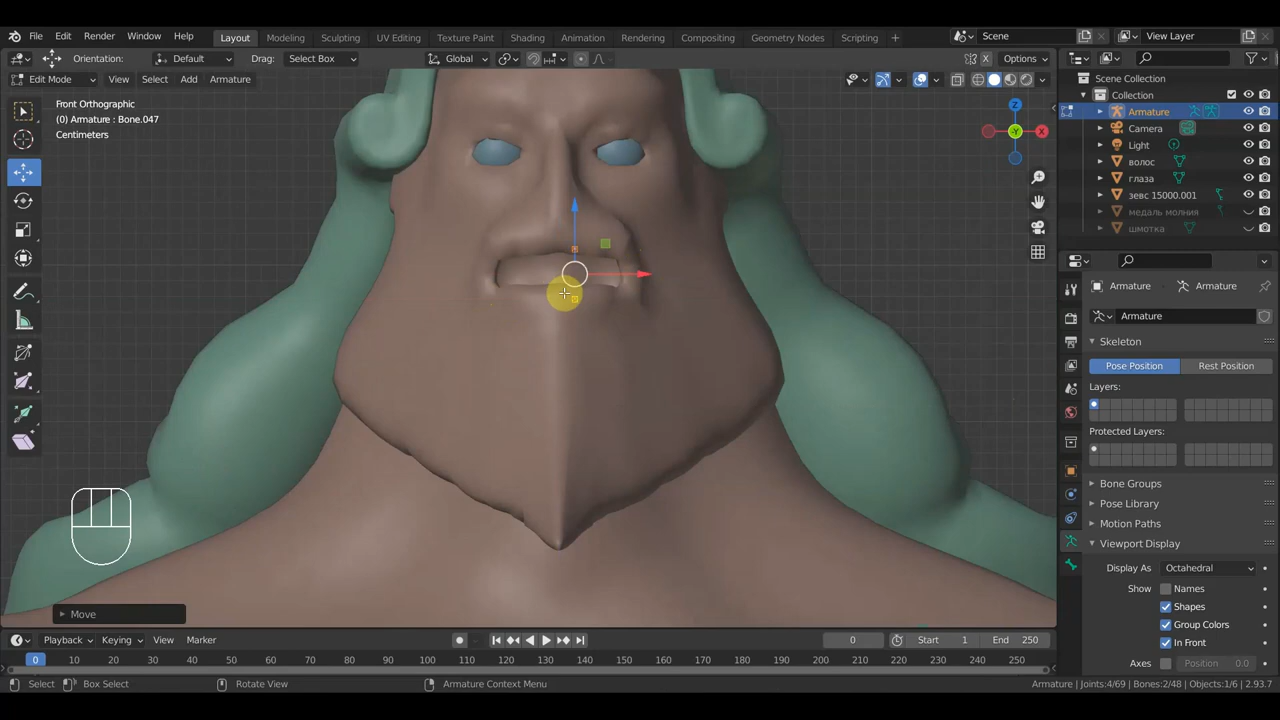 File Edit Render Window Help Layout Modeling Sculpting UV Editing Texture Paint Shading Animation Rendering Compositing Geometry Nodes Scripting + Scene View Layer
Orientation: Default Drag: Select Box Global Options
Edit Mode View Select Add Armature
Front Orthographic
(0) Armature : Bone.047
Centimeters
Z
X
-Y
Move
Scene Collection
Collection
Armature
Camera
Light
волос
глаза
зевс 15000.001
медаль молния
шмотка
Armature Armature
Armature
Skeleton
Pose Position Rest Position
Layers:
Protected Layers:
Bone Groups
Pose Library
Motion Paths
Viewport Display
Display As Octahedral
Show Names
Shapes
Group Colors
In Front
Axes Position 0.0
Playback Keying View Marker 0 Start 1 End 250
0 10 20 30 40 50 60 70 80 90 100 110 120 130 140 150 160 170 180 190 200 210 220 230 240 250
Select Box Select Rotate View Armature Context Menu Armature | Joints:4/69 | Bones:2/48 | Objects:1/6 | 2.93.7